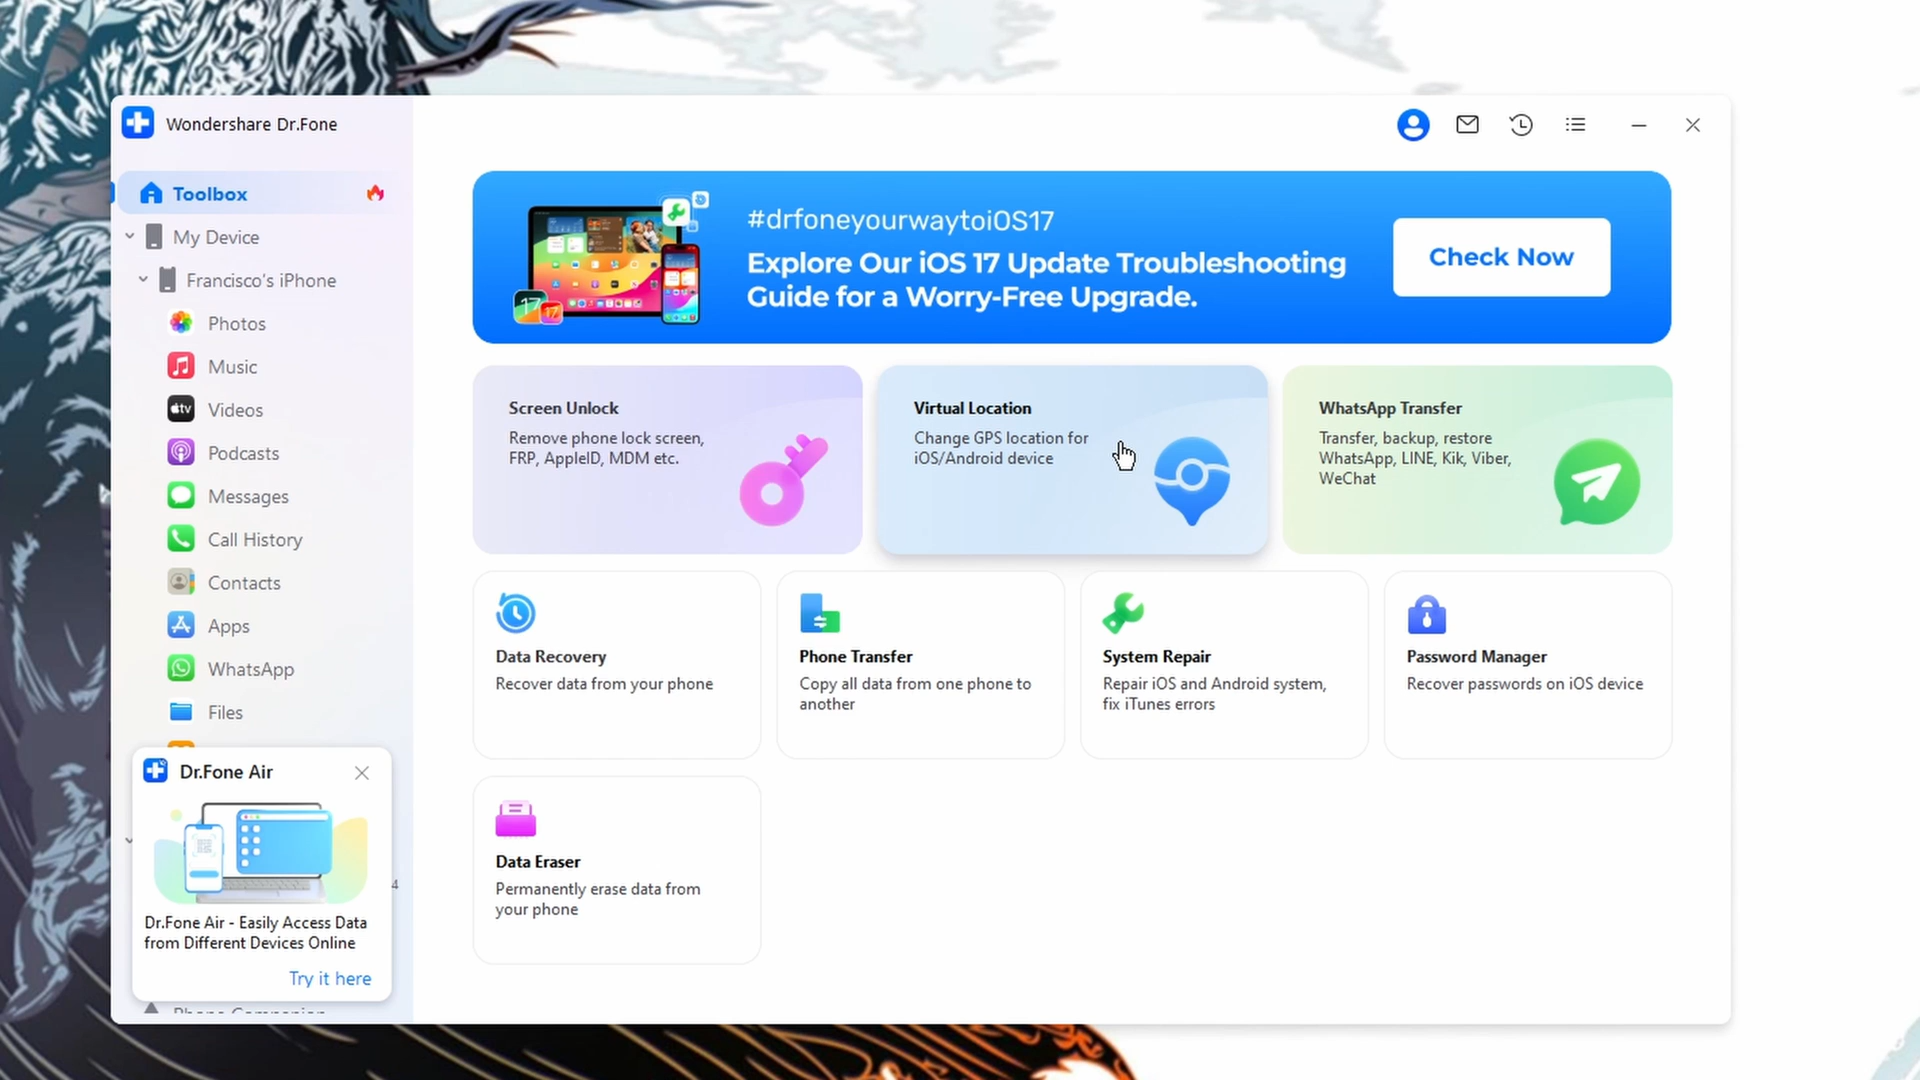 Wondershare Dr.Fone
Toolbox
My Device
Francisco's iPhone
Photos
Music
tv
Videos
Podcasts
Messages
Call History
Contacts
Apps
WhatsApp
Files
Dr.Fone Air
Dr.Fone Air - Easily Access Data
from Different Devices Online
Try it here
4
Phone Companion
#drfoneyourwaytoiOS17
Explore Our iOS 17 Update Troubleshooting
Guide for a Worry-Free Upgrade.
17
17
Check Now
Screen Unlock
Remove phone lock screen,
FRP, AppleID, MDM etc.
Virtual Location
Change GPS location for
iOS/Android device
WhatsApp Transfer
Transfer, backup, restore
WhatsApp, LINE, Kik, Viber,
WeChat
Data Recovery
Recover data from your phone
Phone Transfer
Copy all data from one phone to
another
System Repair
Repair iOS and Android system,
fix iTunes errors
Password Manager
Recover passwords on iOS device
Data Eraser
Permanently erase data from
your phone